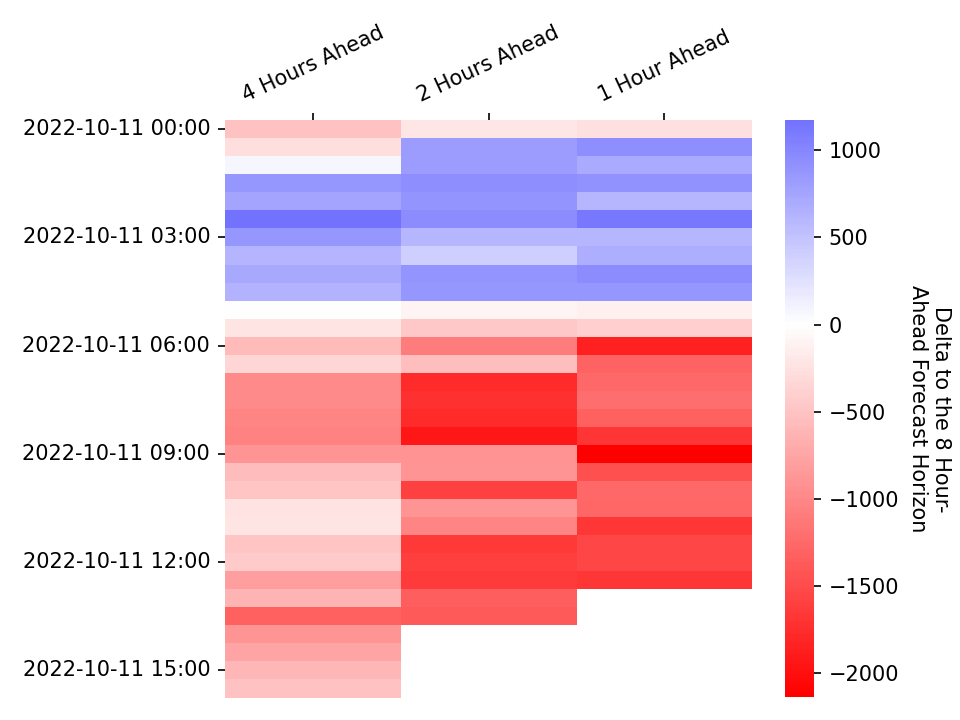 4 Hours Ahead
2 Hours Ahead
1 Hour Ahead
2022-10-11 00:00
2022-10-11 03:00
2022-10-11 06:00
2022-10-11 09:00
2022-10-11 12:00
2022-10-11 15:00
1000
500
0
−500
−1000
−1500
−2000
Delta to the 8 Hour-
Ahead Forecast Horizon